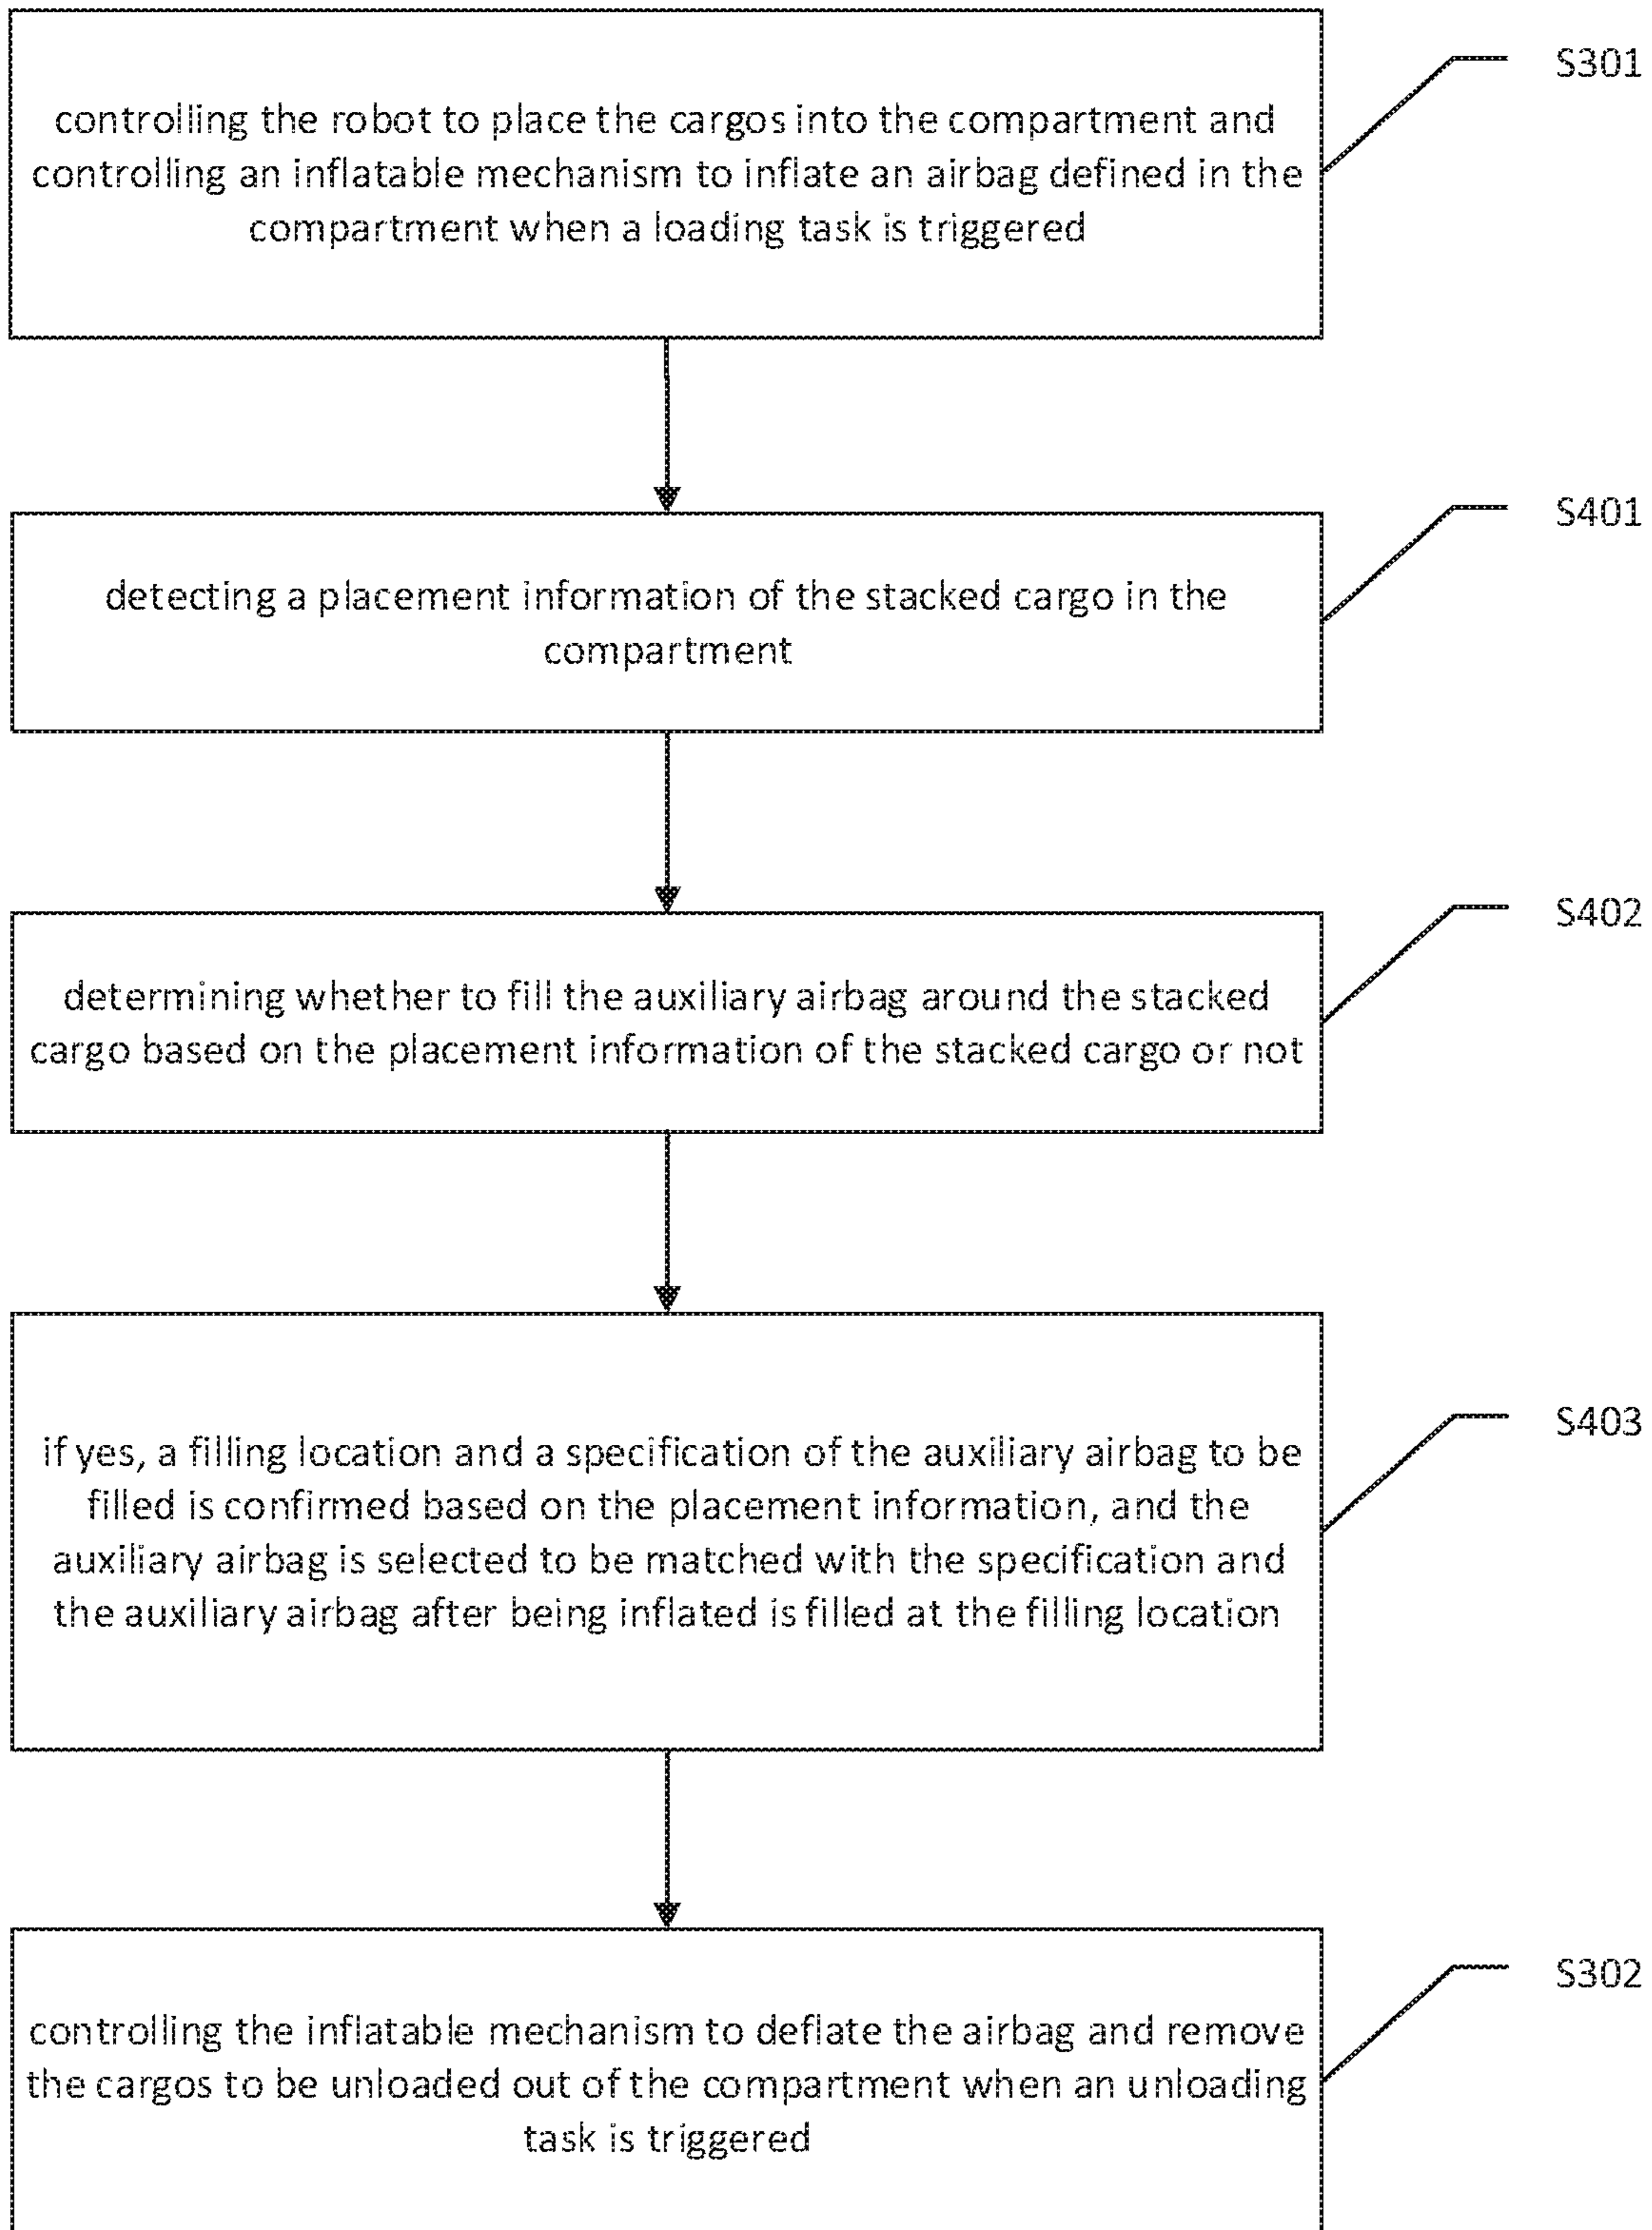 controlling the robot to place the cargos into the compartment and
controlling an inflatable mechanism to inflate an airbag defined in the
compartment when a loading task is triggered
S301
detecting a placement information of the stacked cargo in the
compartment
S401
determining whether to fill the auxiliary airbag around the stacked
cargo based on the placement information of the stacked cargo or not
S402
if yes, a filling location and a specification of the auxiliary airbag to be
filled is confirmed based on the placement information, and the
auxiliary airbag is selected to be matched with the specification and
the auxiliary airbag after being inflated is filled at the filling location
S403
controlling the inflatable mechanism to deflate the airbag and remove
the cargos to be unloaded out of the compartment when an unloading
task is triggered
S302